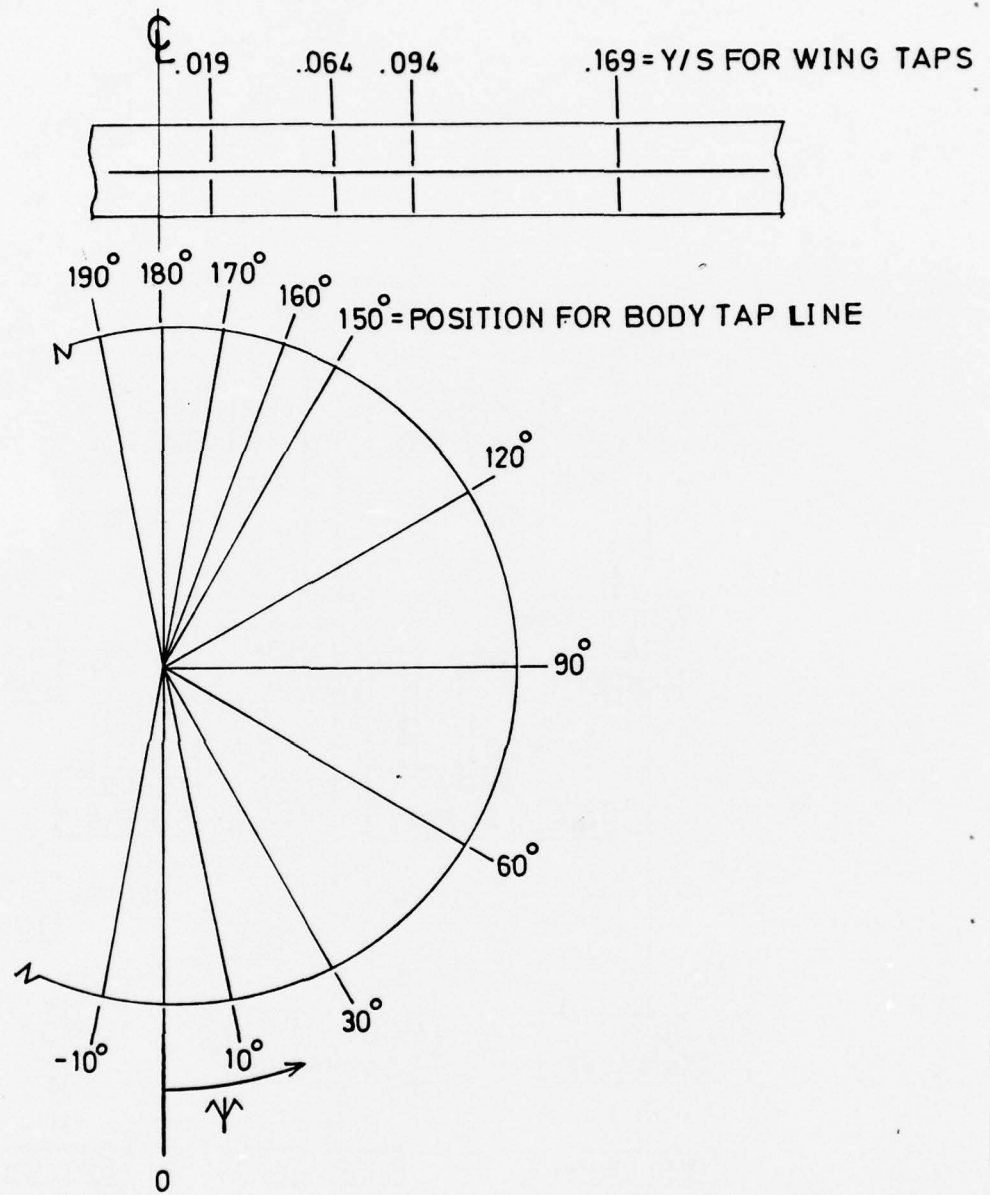 ℄
.019 .064 .094 .169 = Y/S FOR WING TAPS
190° 180° 170°
160°
150° = POSITION FOR BODY TAP LINE
120°
90°
60°
30°
-10° 10°
Ψ
0